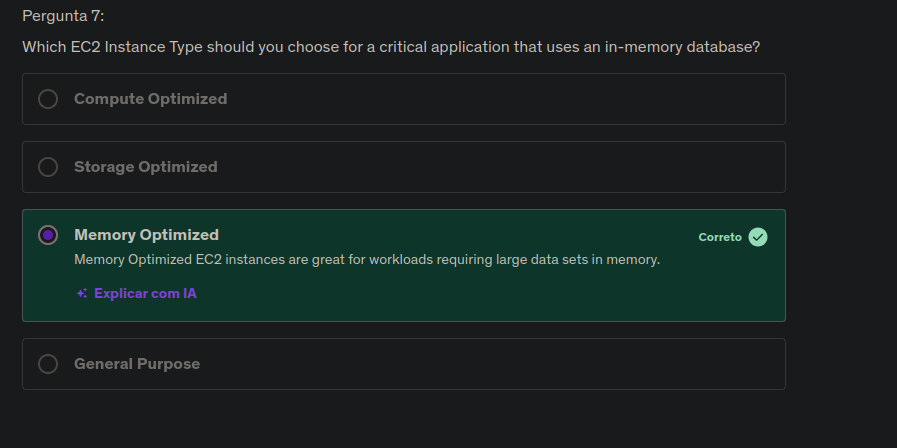 Pergunta 7:
Which EC2 Instance Type should you choose for a critical application that uses an in-memory database?
Compute Optimized
Storage Optimized
Memory Optimized
Correto
Memory Optimized EC2 instances are great for workloads requiring large data sets in memory.
Explicar com IA
General Purpose